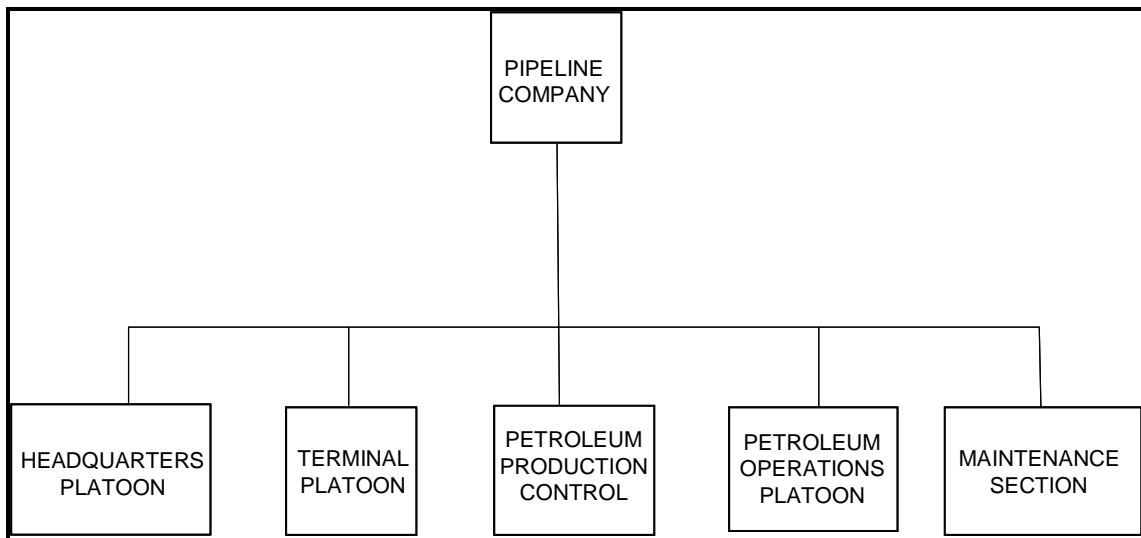 PIPELINE
COMPANY
HEADQUARTERS
PLATOON
TERMINAL
PLATOON
PETROLEUM
PRODUCTION
CONTROL
PETROLEUM
OPERATIONS
PLATOON
MAINTENANCE
SECTION